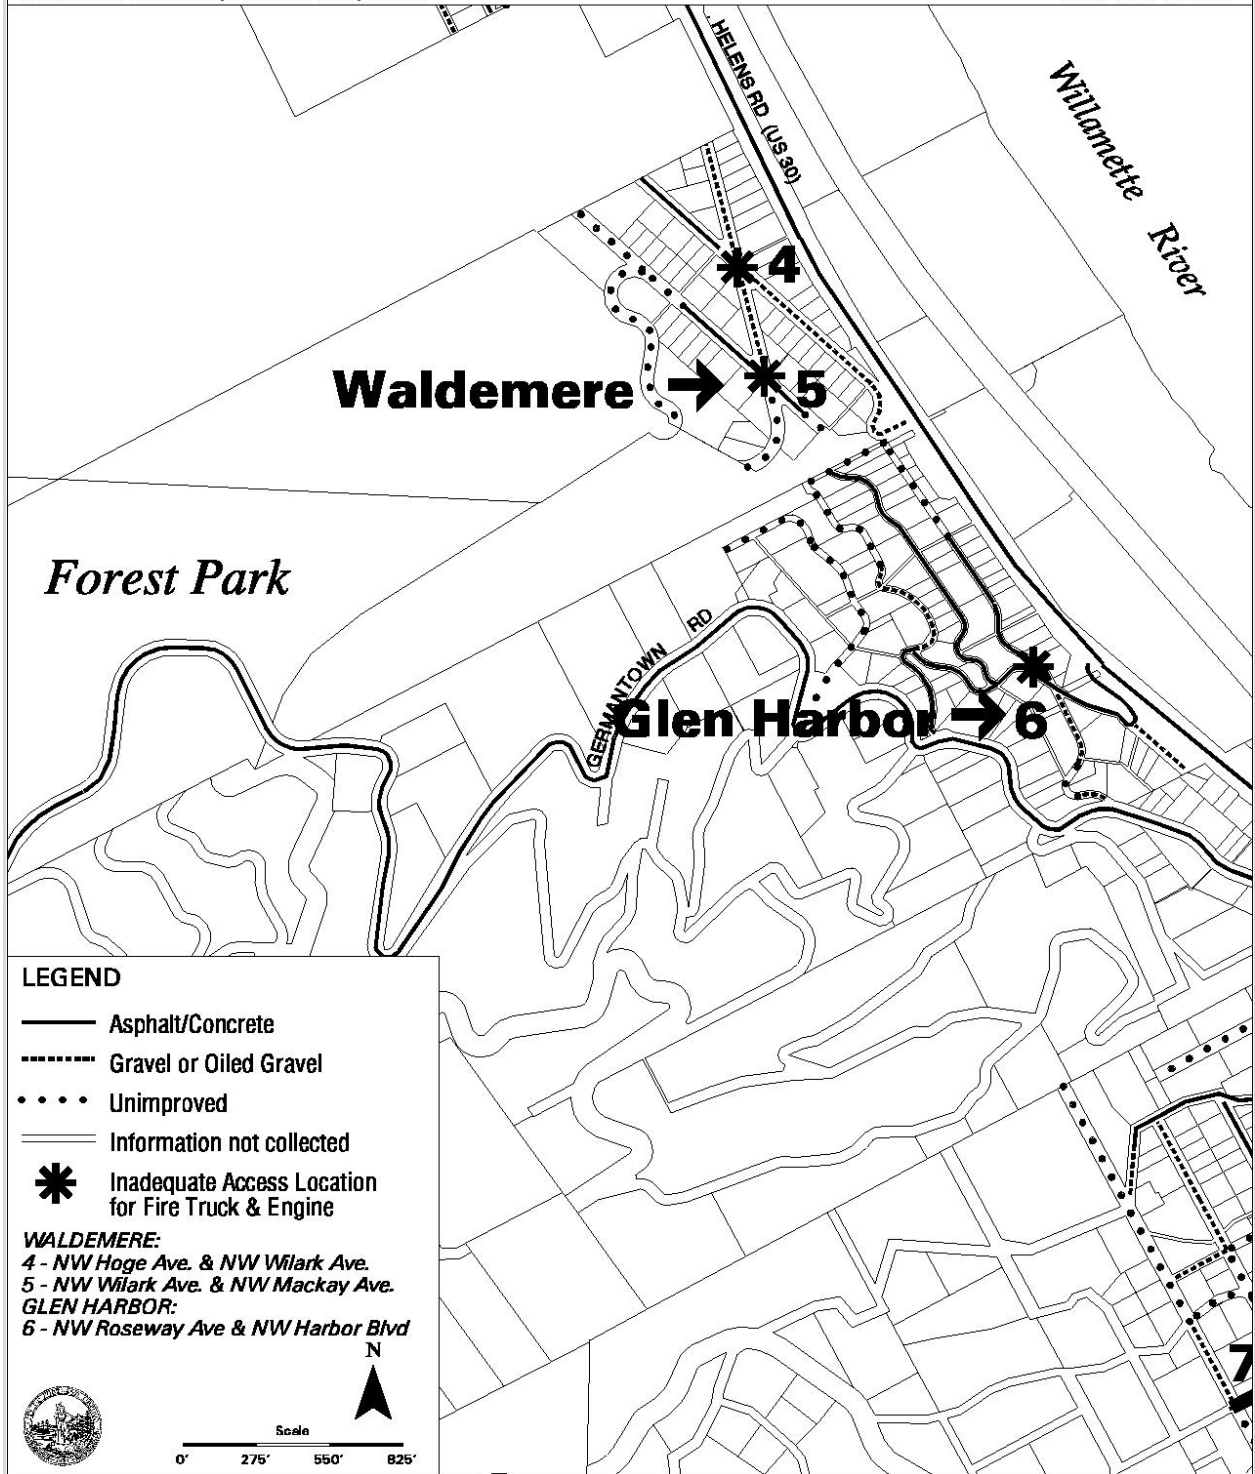 . HELENS RD (US 30)
Willamette River
4
Waldemere → 5
Forest Park
GERMANTOWN RD
Glen Harbor → 6
7
LEGEND
Asphalt/Concrete
Gravel or Oiled Gravel
Unimproved
Information not collected
Inadequate Access Location
for Fire Truck & Engine
WALDEMERE:
4 - NW Hoge Ave. & NW Wilark Ave.
5 - NW Wilark Ave. & NW Mackay Ave.
GLEN HARBOR:
6 - NW Roseway Ave & NW Harbor Blvd
N
Scale
0' 275' 550' 825'